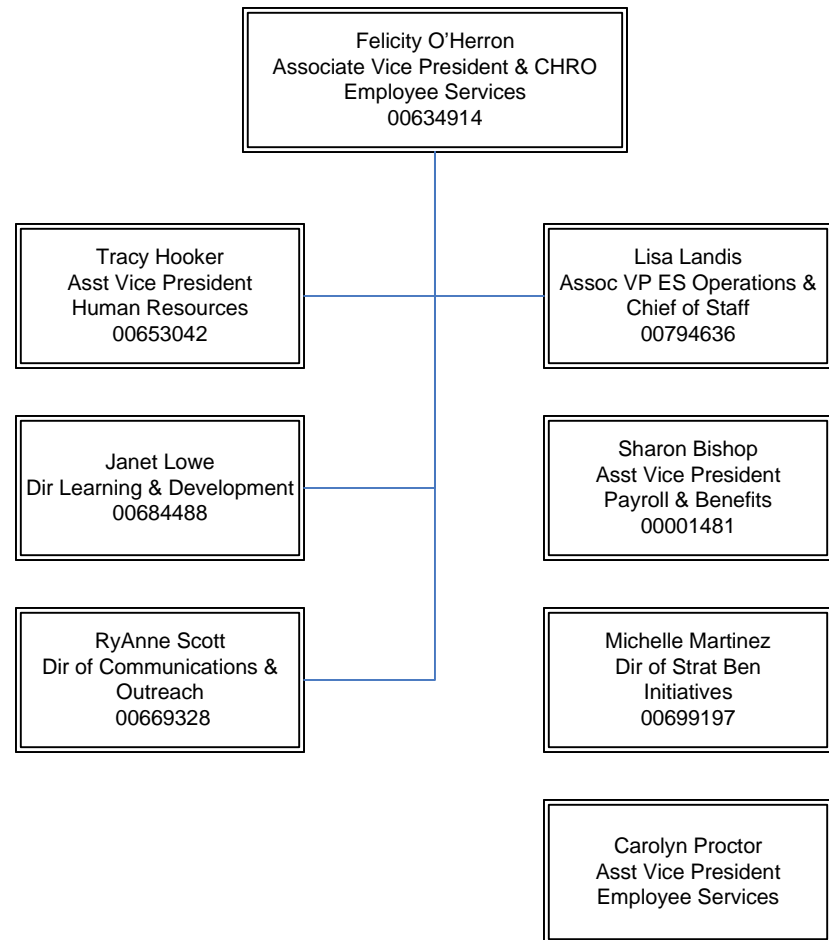 Felicity O’Herron
Associate Vice President & CHRO
Employee Services
00634914
Tracy Hooker
Asst Vice President
Human Resources
00653042
Lisa Landis
Assoc VP ES Operations &
Chief of Staff
00794636
Janet Lowe
Dir Learning & Development
00684488
Sharon Bishop
Asst Vice President
Payroll & Benefits
00001481
RyAnne Scott
Dir of Communications &
Outreach
00669328
Michelle Martinez
Dir of Strat Ben
Initiatives
00699197
Carolyn Proctor
Asst Vice President
Employee Services